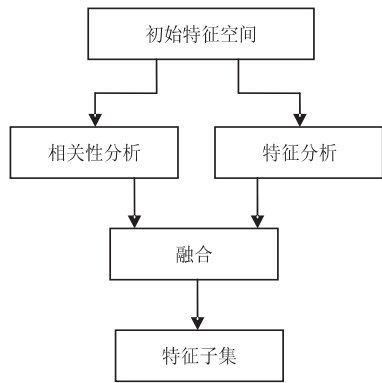 初始特征空间
相关性分析
特征分析
融合
特征子集